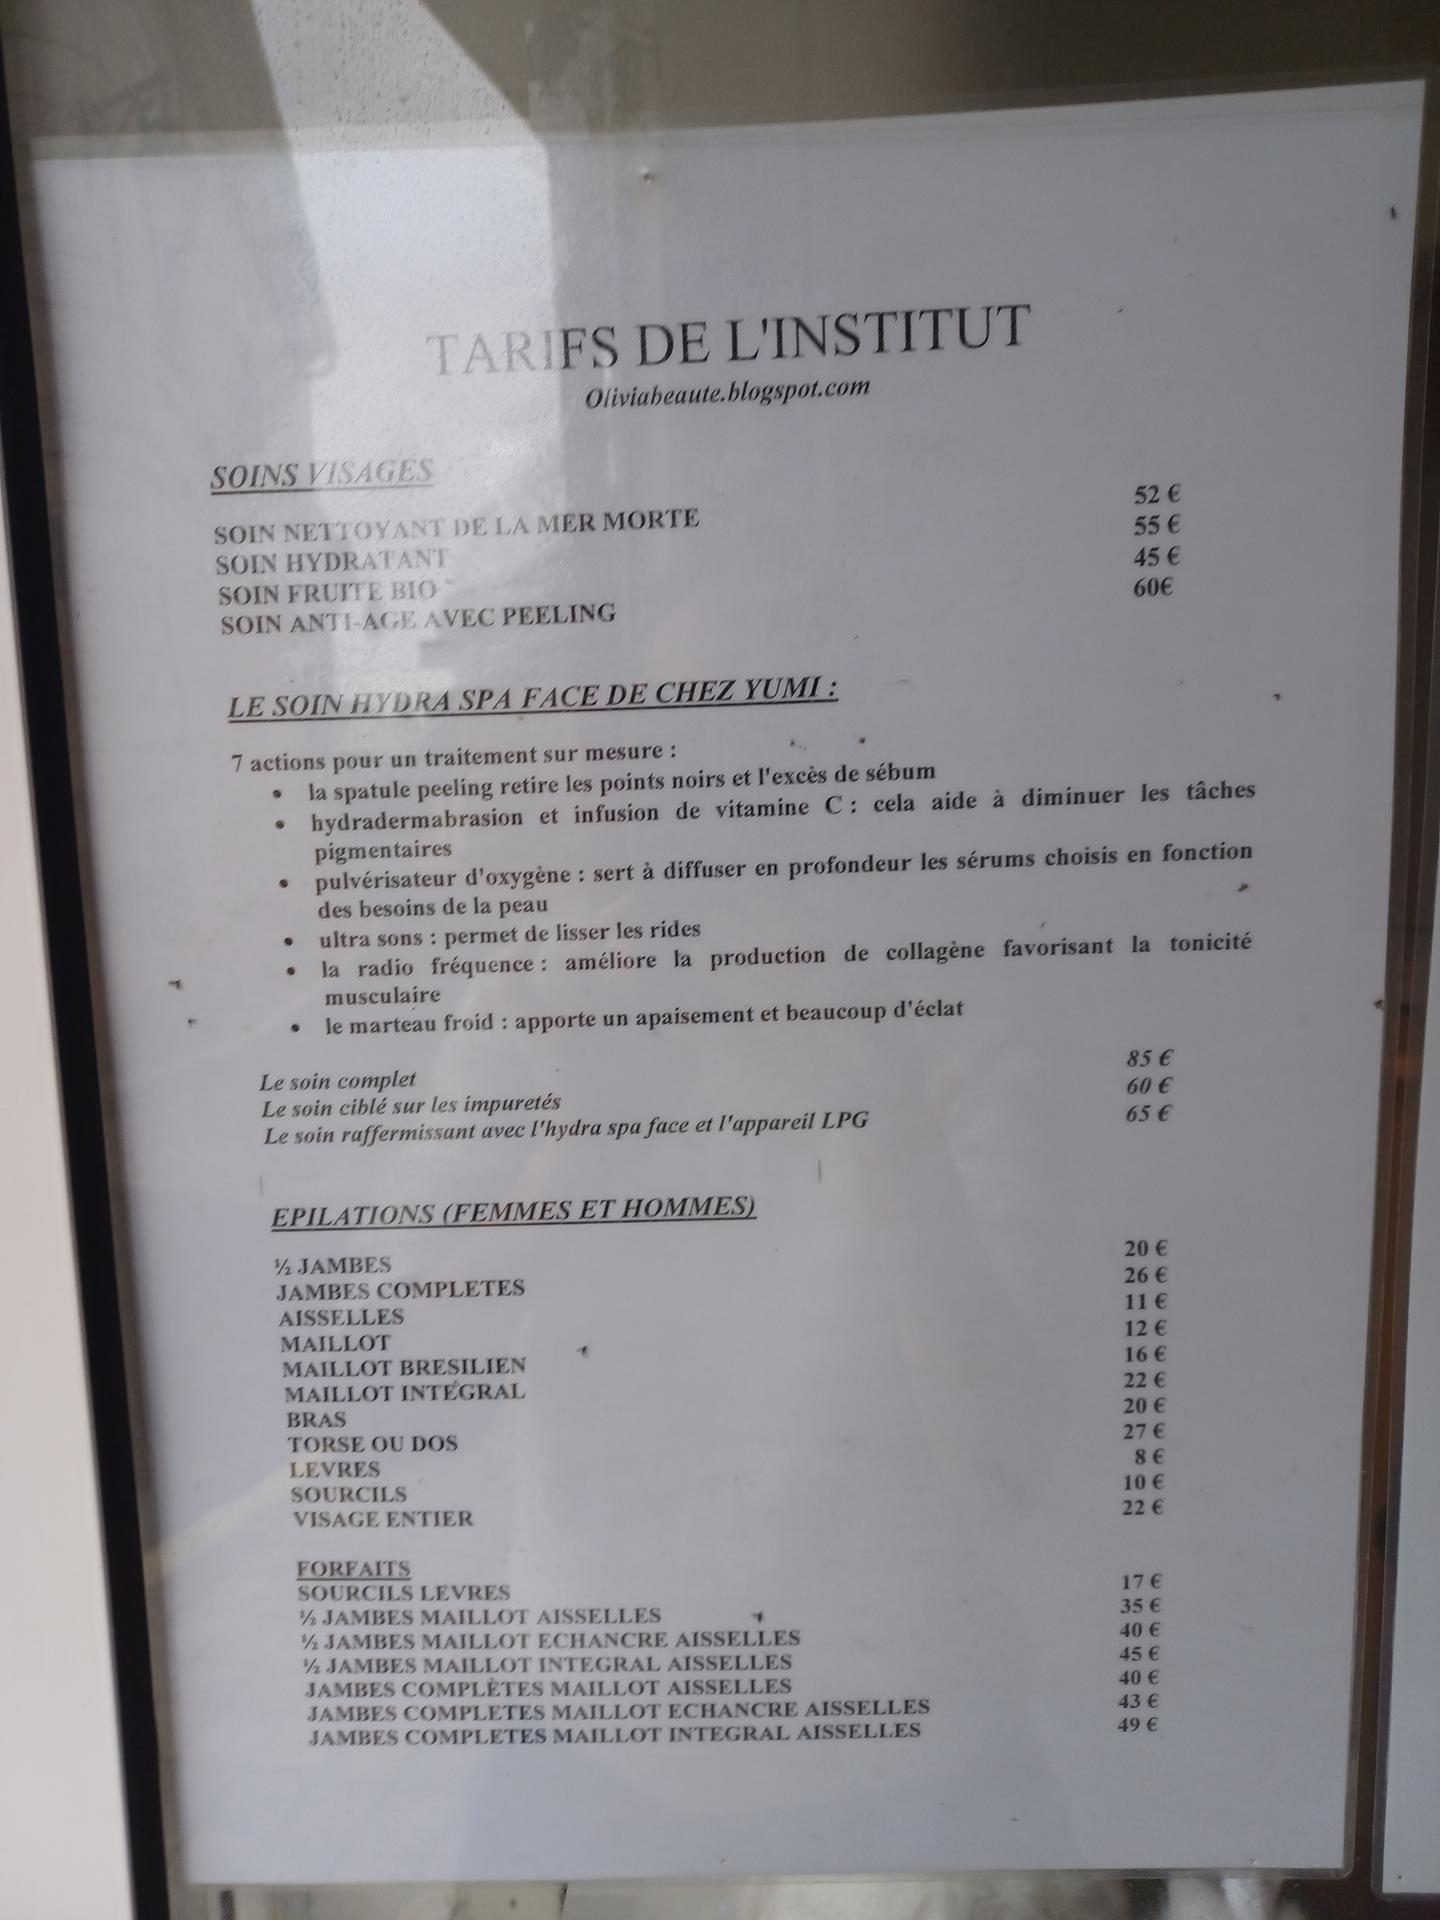 TARIFS DE L'INSTITUT
Oliviabeaute.blogspot.com
SOINS VISAGES
SOIN NETTOYANT DE LA MER MORTE 52 €
SOIN HYDRATANT 55 €
SOIN FRUITE BIO 45 €
SOIN ANTI-AGE AVEC PEELING 60€
LE SOIN HYDRA SPA FACE DE CHEZ YUMI :
7 actions pour un traitement sur mesure :
• la spatule peeling retire les points noirs et l'excès de sébum
• hydradermabrasion et infusion de vitamine C : cela aide à diminuer les tâches
pigmentaires
• pulvérisateur d'oxygène : sert à diffuser en profondeur les sérums choisis en fonction
des besoins de la peau
• ultra sons : permet de lisser les rides
• la radio fréquence : améliore la production de collagène favorisant la tonicité
musculaire
• le marteau froid : apporte un apaisement et beaucoup d'éclat
Le soin complet 85 €
Le soin ciblé sur les impuretés 60 €
Le soin raffermissant avec l'hydra spa face et l'appareil LPG 65 €
EPILATIONS (FEMMES ET HOMMES)
½ JAMBES 20 €
JAMBES COMPLETES 26 €
AISSELLES 11 €
MAILLOT 12 €
MAILLOT BRESILIEN 16 €
MAILLOT INTÉGRAL 22 €
BRAS 20 €
TORSE OU DOS 27 €
LEVRES 8 €
SOURCILS 10 €
VISAGE ENTIER 22 €
FORFAITS
SOURCILS LEVRES 17 €
½ JAMBES MAILLOT AISSELLES 35 €
½ JAMBES MAILLOT ECHANCRE AISSELLES 40 €
½ JAMBES MAILLOT INTEGRAL AISSELLES 45 €
JAMBES COMPLÈTES MAILLOT AISSELLES 40 €
JAMBES COMPLETES MAILLOT ECHANCRE AISSELLES 43 €
JAMBES COMPLETES MAILLOT INTEGRAL AISSELLES 49 €